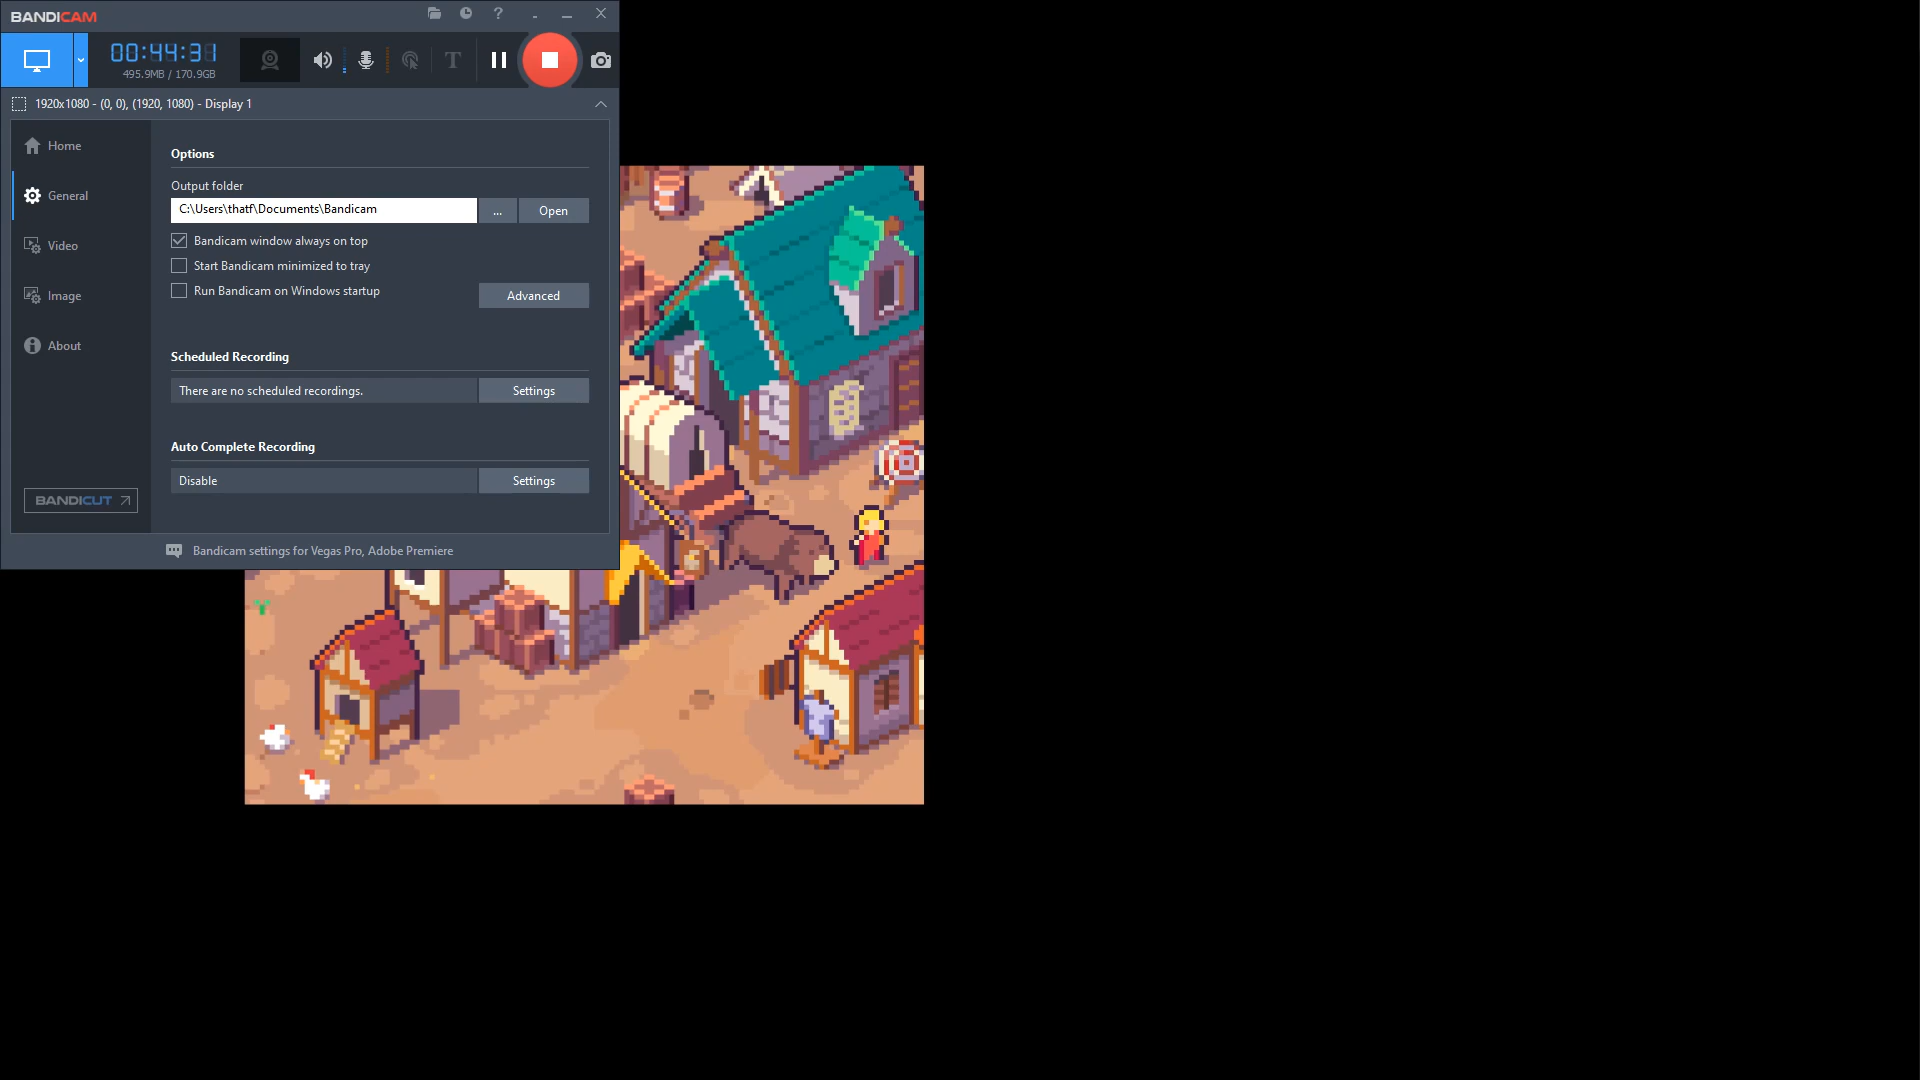 BANDICAM
?
00:44:31
495.9MB / 170.9GB
T
1920x1080 - (0, 0), (1920, 1080) - Display 1
Home
General
Video
Image
About
BANDICUT
Options
Output folder
C:\Users\thatf\Documents\Bandicam
...
Open
Bandicam window always on top
Start Bandicam minimized to tray
Run Bandicam on Windows startup
Advanced
Scheduled Recording
There are no scheduled recordings.
Settings
Auto Complete Recording
Disable
Settings
Bandicam settings for Vegas Pro, Adobe Premiere